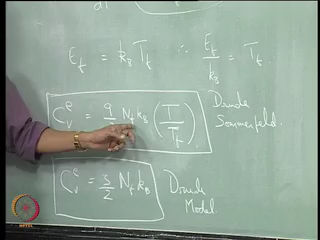 E_f = k_B T_f ∴ E_f / k_B = T_f.
C_v^e = 9/2 N_f k_B (T / T_f) Drude
Sommerfeld.
C_v^e = 3/2 N_f k_B Drude
Model.